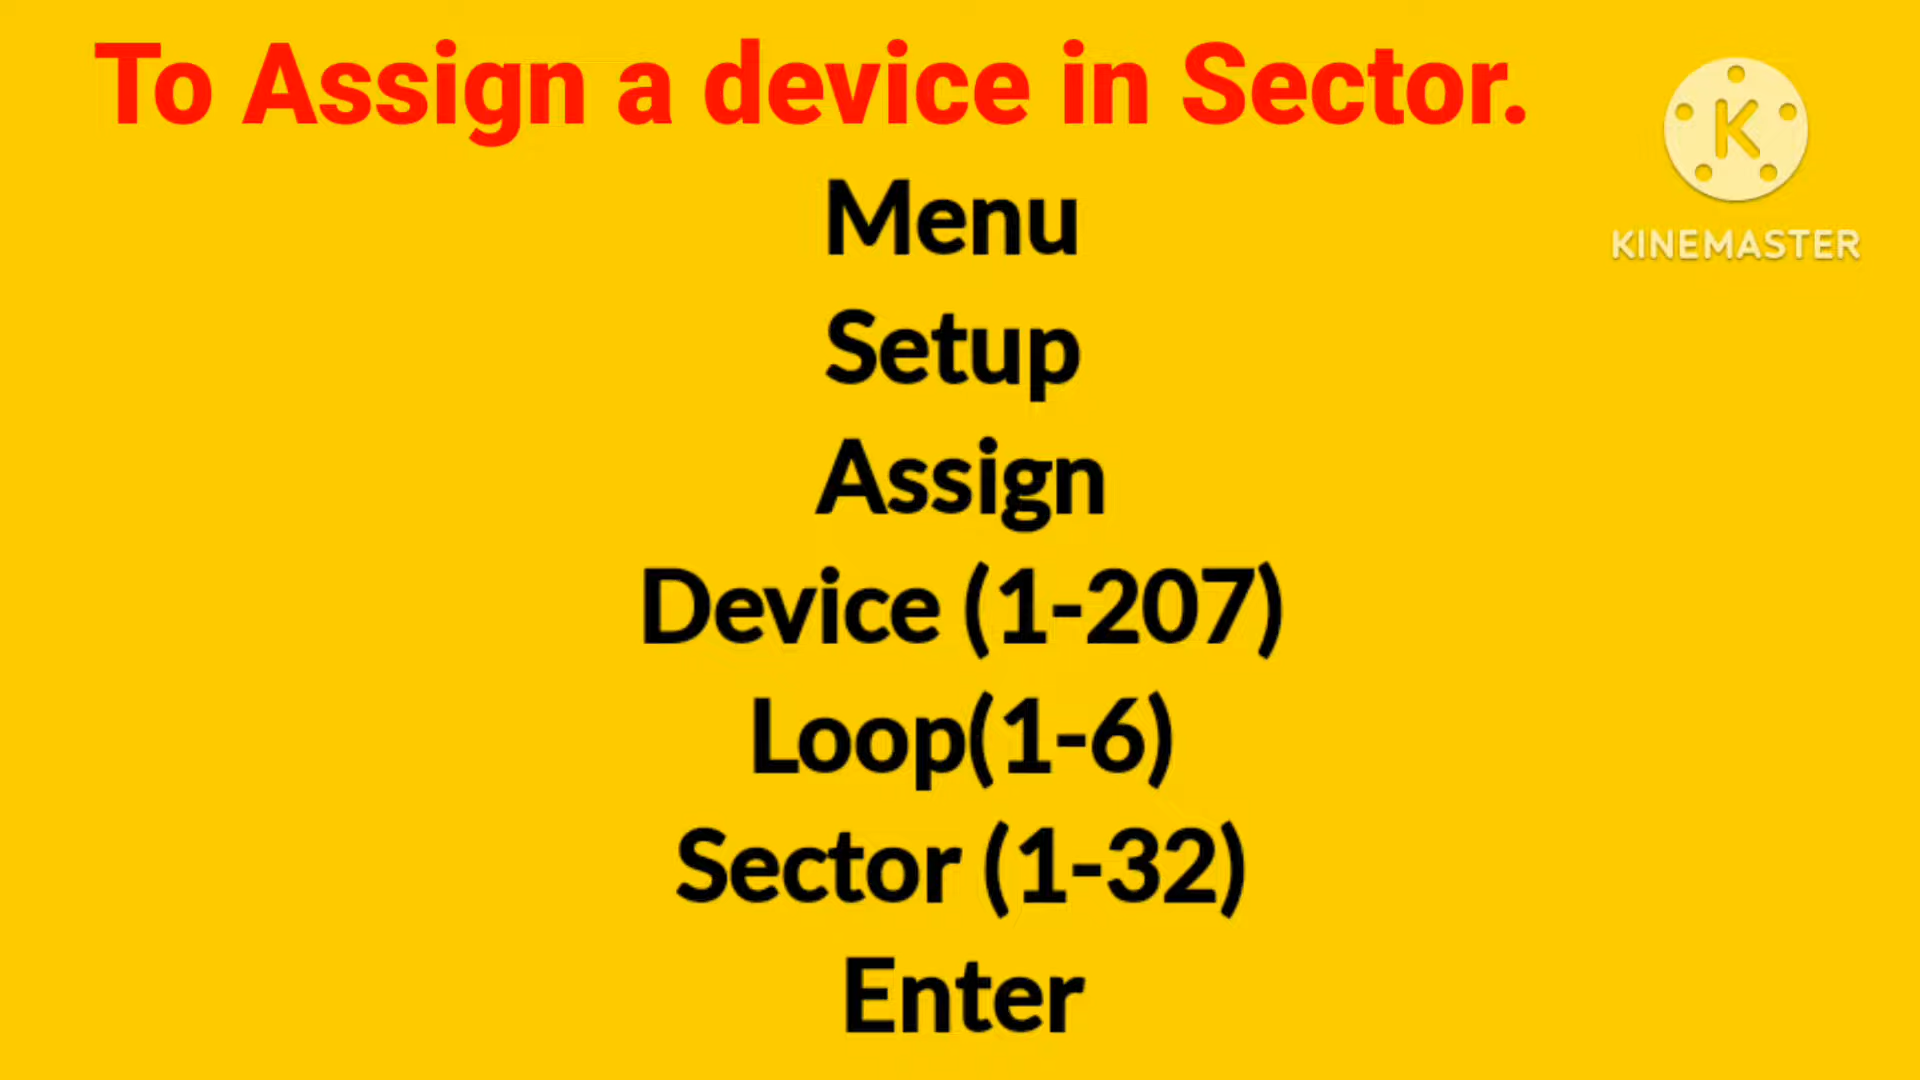 To Assign a device in Sector.
K
KINEMASTER
Menu
Setup
Assign
Device (1-207)
Loop(1-6)
Sector (1-32)
Enter